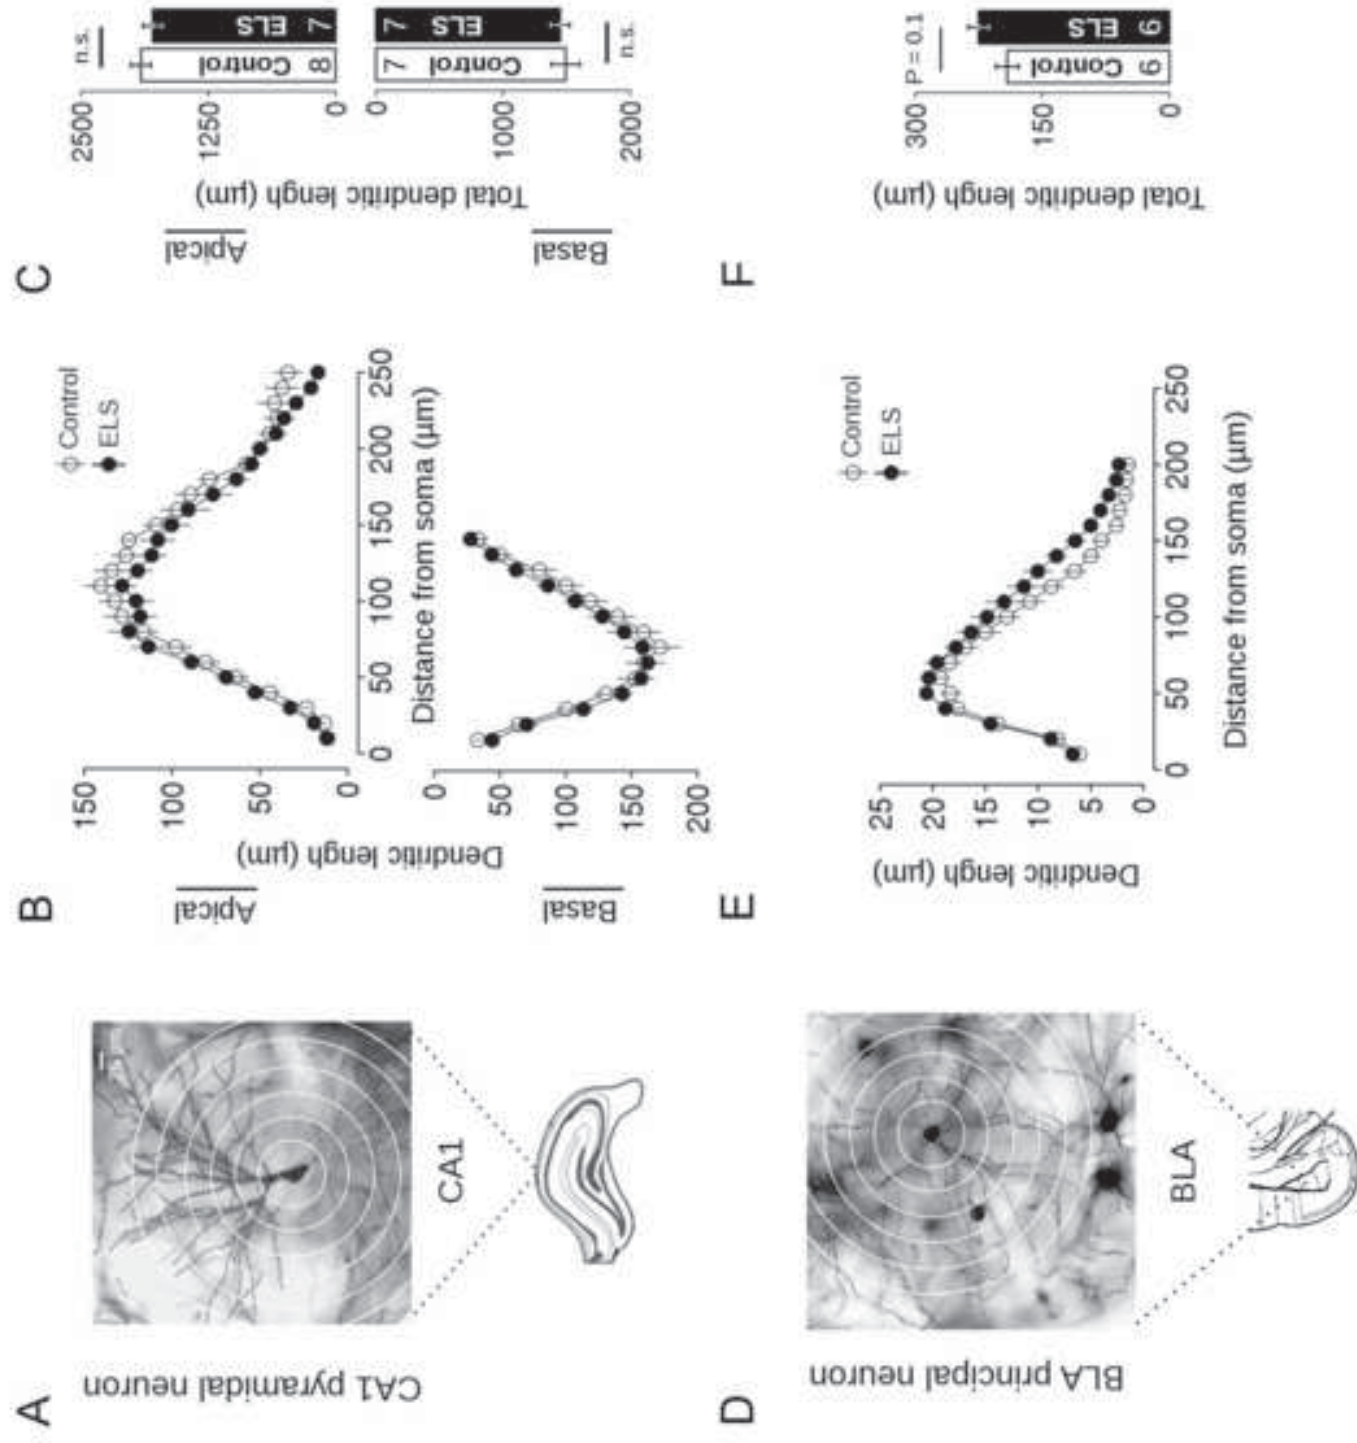 A
CA1 pyramidal neuron
CA1
B
Apical
Basal
Dendritic lengh (µm)
150
100
50
0
0
50
100
150
200
250
Control
ELS
Distance from soma (µm)
0
50
100
150
200
C
Apical
Basal
Total dendritic lengh (µm)
2500
1250
0
n.s.
Control
8
ELS
7
0
1000
2000
7
Control
7
ELS
n.s.
D
BLA principal neuron
BLA
E
Dendritic lengh (µm)
25
20
15
10
5
0
0
50
100
150
200
250
Control
ELS
Distance from soma (µm)
F
Total dendritic lengh (µm)
300
150
0
P = 0.1
Control
9
ELS
9